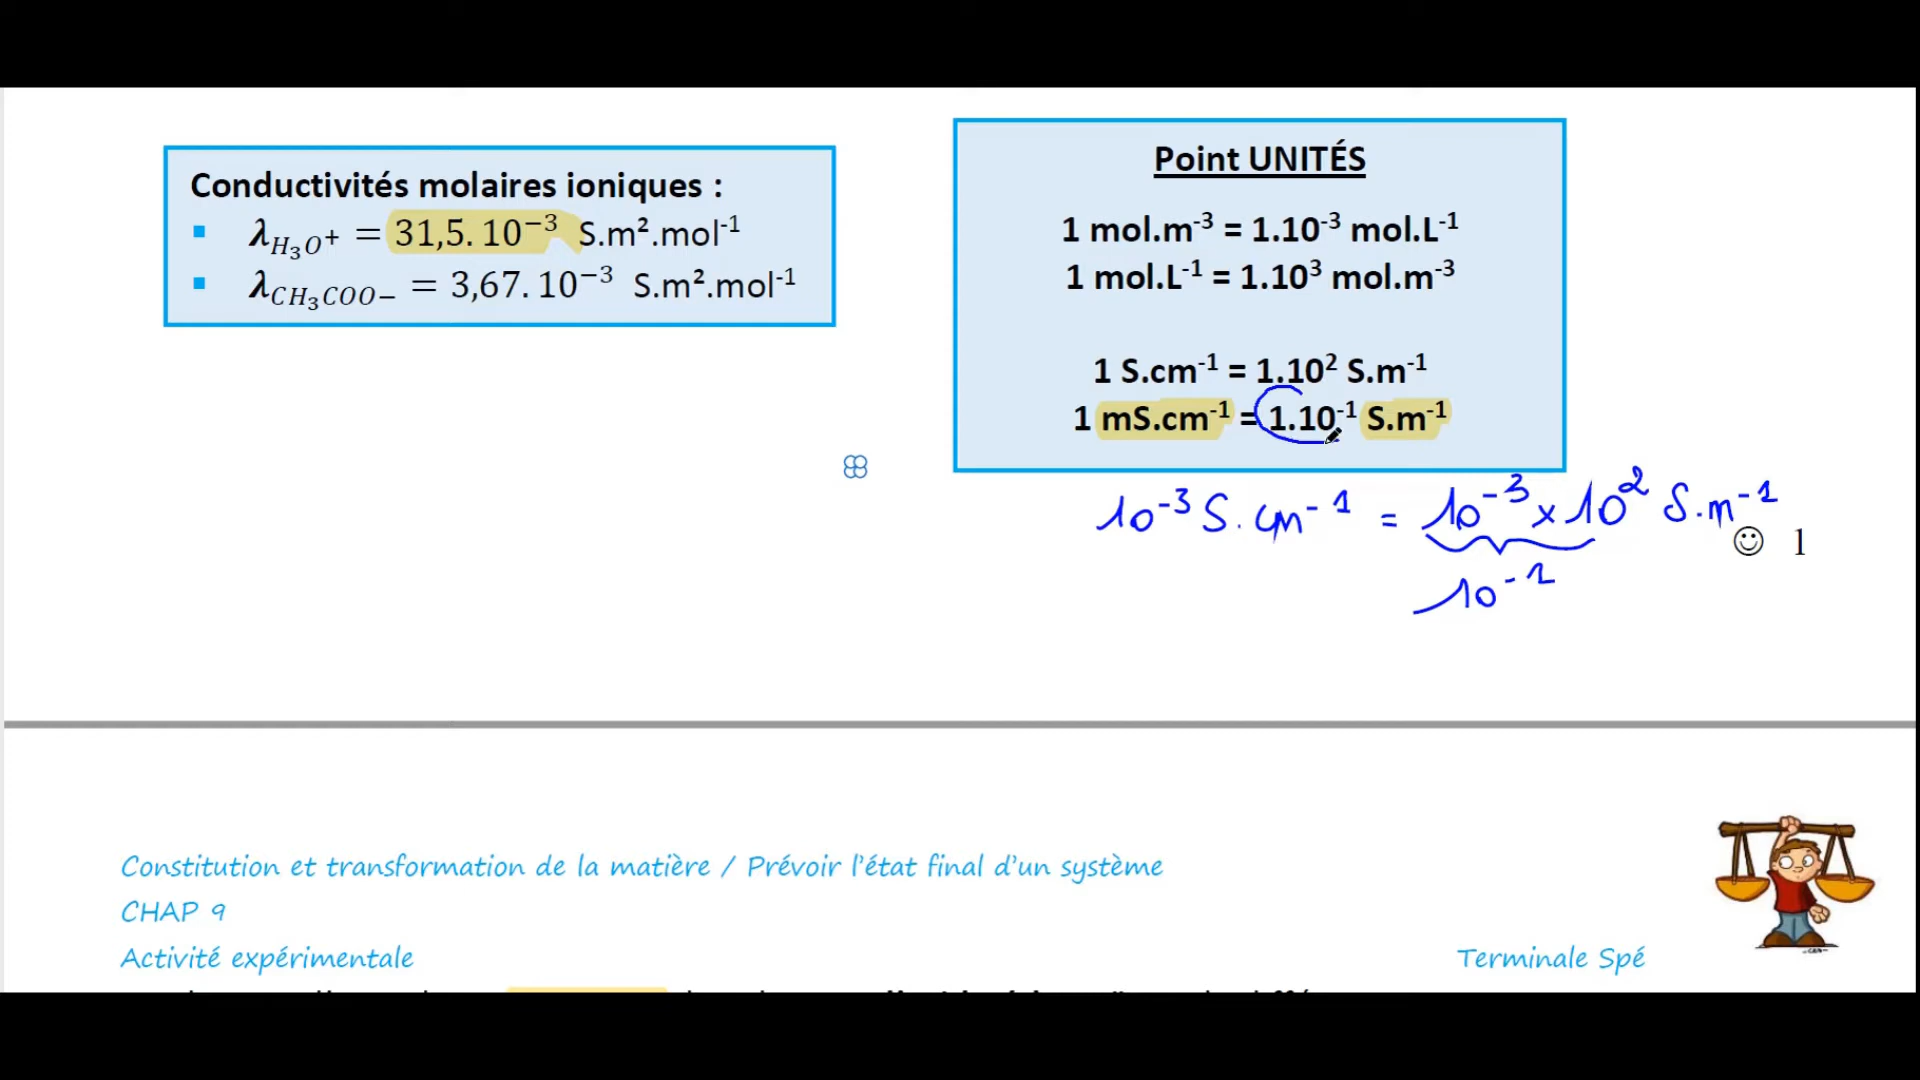 Conductivités molaires ioniques :
▪ λH₃O+ = 31,5. 10⁻³ S.m².mol⁻¹
▪ λCH₃COO− = 3,67. 10⁻³ S.m².mol⁻¹
Point UNITÉS
1 mol.m⁻³ = 1.10⁻³ mol.L⁻¹
1 mol.L⁻¹ = 1.10³ mol.m⁻³
1 S.cm⁻¹ = 1.10² S.m⁻¹
1 mS.cm⁻¹ = 1.10⁻¹ S.m⁻¹
10⁻³ S.cm⁻¹ = 10⁻³ × 10² S.m⁻¹
10⁻¹
1
Constitution et transformation de la matière / Prévoir l'état final d'un système
CHAP 9
Activité expérimentale
Terminale Spé